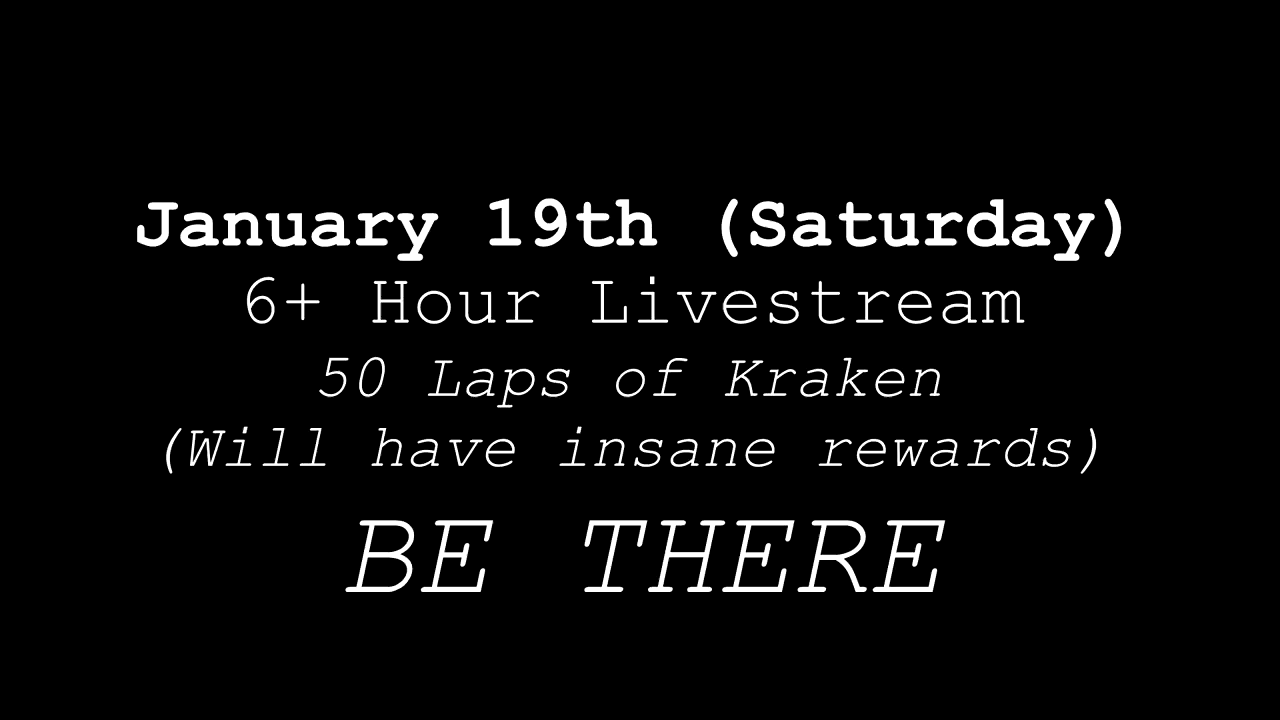 January 19th (Saturday)
6+ Hour Livestream
50 Laps of Kraken
(Will have insane rewards)
BE THERE